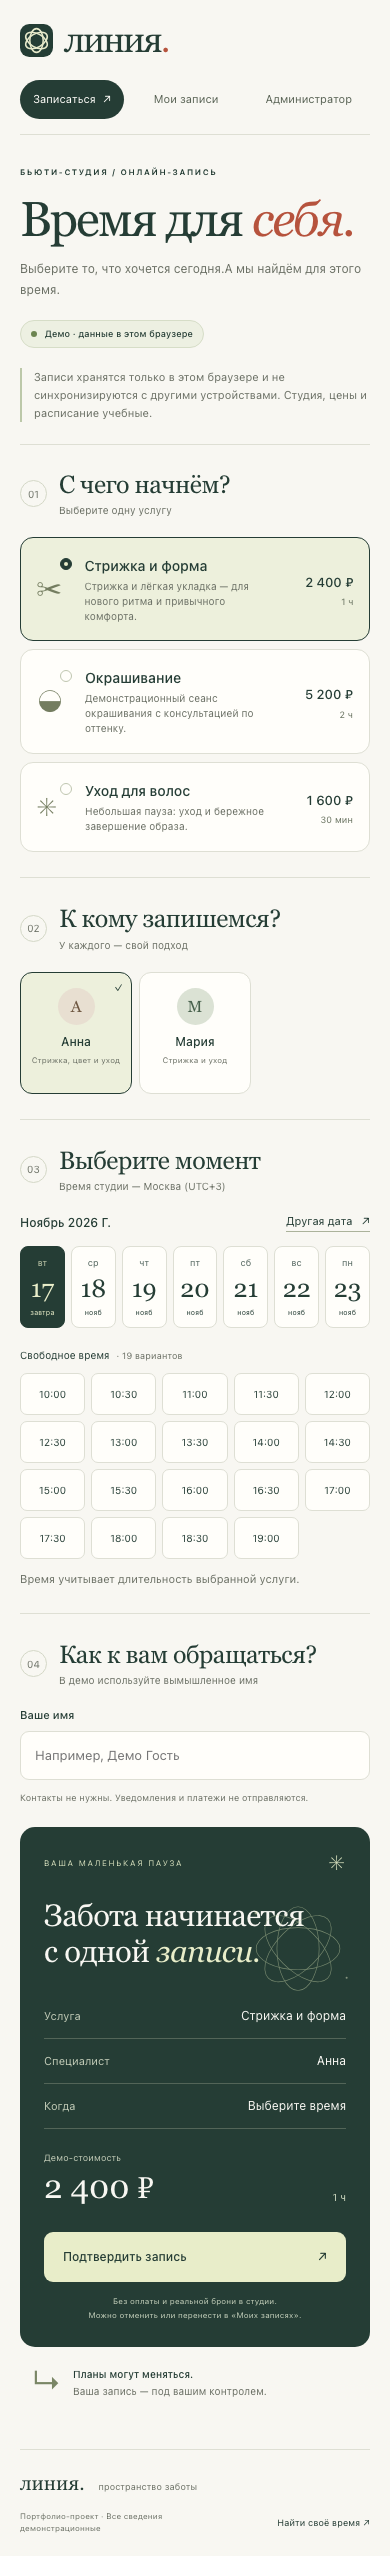 линия.
Записаться ↗ Мои записи Администратор
БЬЮТИ-СТУДИЯ / ОНЛАЙН-ЗАПИСЬ
Время для себя.
Выберите то, что хочется сегодня.А мы найдём для этого
время.
Демо · данные в этом браузере
Записи хранятся только в этом браузере и не
синхронизируются с другими устройствами. Студия, цены и
расписание учебные.
01 С чего начнём?
Выберите одну услугу
Стрижка и форма
Стрижка и лёгкая укладка — для
нового ритма и привычного
комфорта.
2 400 ₽
1 ч
Окрашивание
Демонстрационный сеанс
окрашивания с консультацией по
оттенку.
5 200 ₽
2 ч
Уход для волос
Небольшая пауза: уход и бережное
завершение образа.
1 600 ₽
30 мин
02 К кому запишемся?
У каждого — свой подход
✓
А
Анна
Стрижка, цвет и уход
М
Мария
Стрижка и уход
03 Выберите момент
Время студии — Москва (UTC+3)
Ноябрь 2026 Г. Другая дата ↗
вт ср чт пт сб вс пн
17 18 19 20 21 22 23
завтра нояб нояб нояб нояб нояб нояб
Свободное время · 19 вариантов
10:00 10:30 11:00 11:30 12:00
12:30 13:00 13:30 14:00 14:30
15:00 15:30 16:00 16:30 17:00
17:30 18:00 18:30 19:00
Время учитывает длительность выбранной услуги.
04 Как к вам обращаться?
В демо используйте вымышленное имя
Ваше имя
Например, Демо Гость
Контакты не нужны. Уведомления и платежи не отправляются.
ВАША МАЛЕНЬКАЯ ПАУЗА
Забота начинается
с одной записи.
Услуга Стрижка и форма
Специалист Анна
Когда Выберите время
Демо-стоимость
2 400 ₽ 1 ч
Подтвердить запись ↗
Без оплаты и реальной брони в студии.
Можно отменить или перенести в «Моих записях».
Планы могут меняться.
Ваша запись — под вашим контролем.
линия. пространство заботы
Портфолио-проект · Все сведения
демонстрационные
Найти своё время ↗